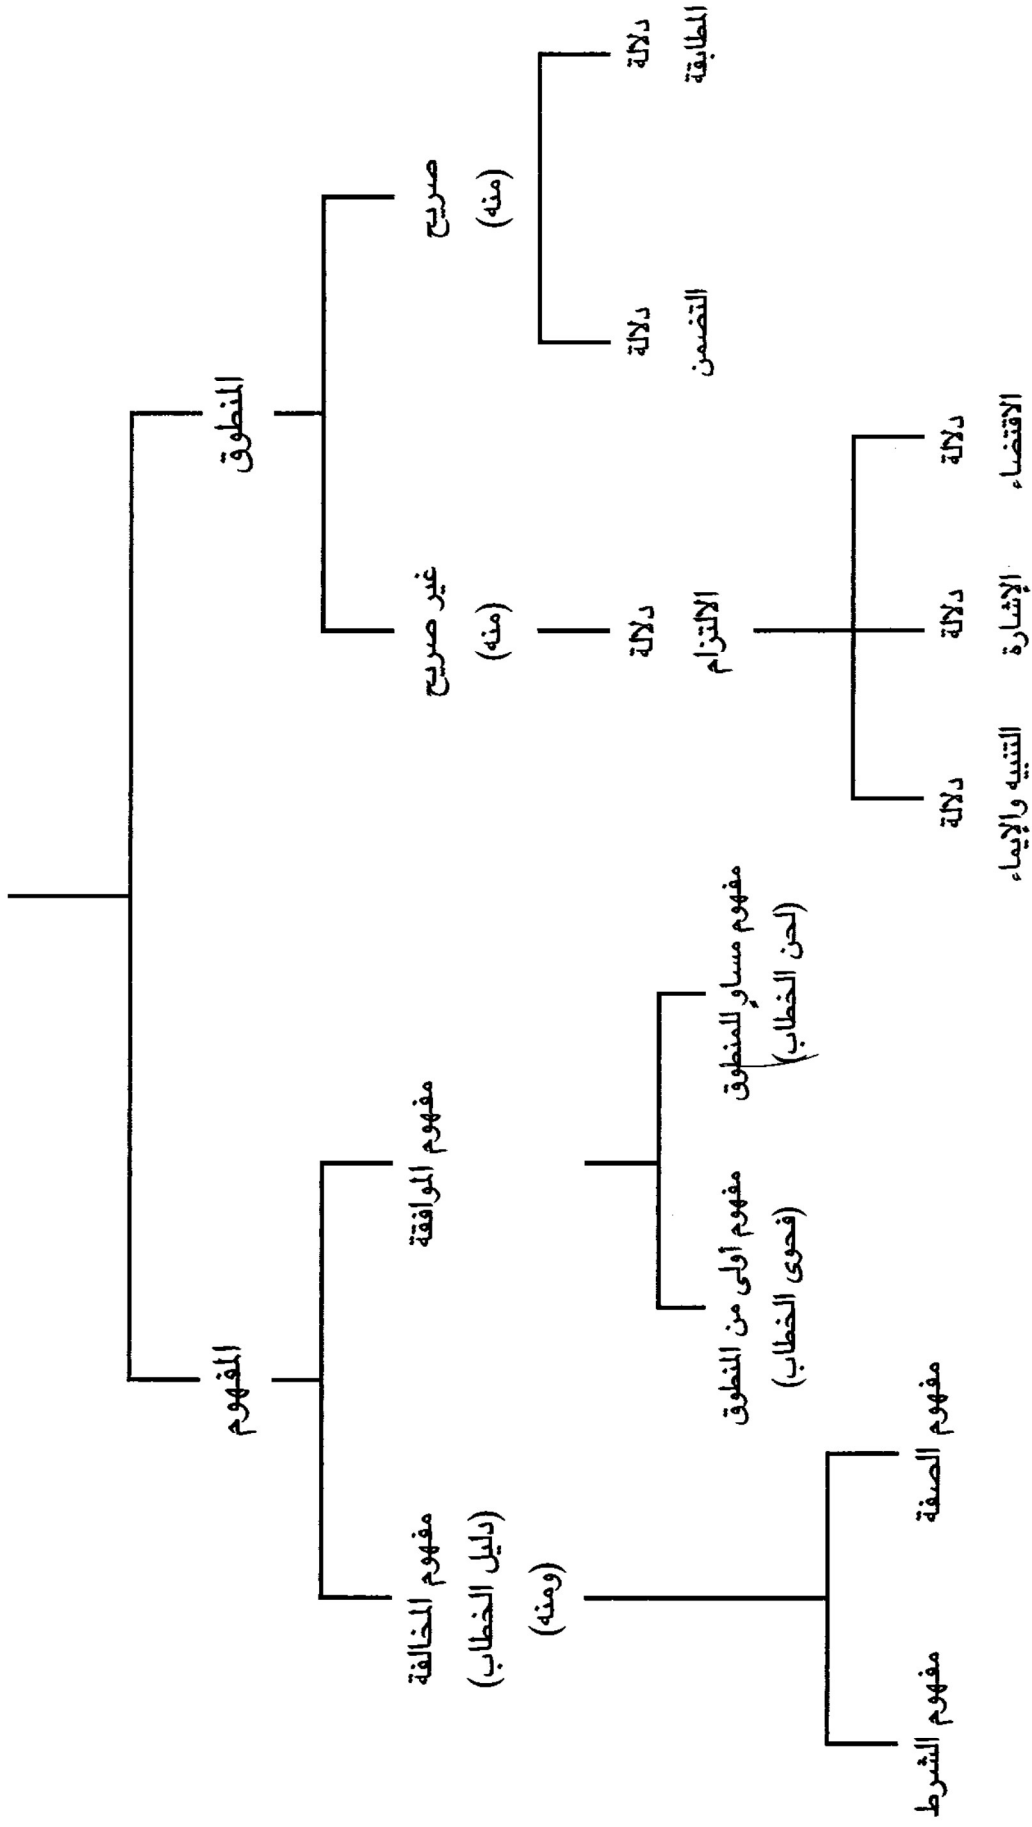 المنطوق
المفهوم
صريح
(منه)
غير صريح
(منه)
مفهوم الموافقة
مفهوم المخالفة
(دليل الخطاب)
(ومنه)
دلالة
المطابقة
دلالة
التضمن
دلالة
الالتزام
مفهوم مساوٍ للمنطوق
(لحن الخطاب)
مفهوم أولى من المنطوق
(فحوى الخطاب)
دلالة
الاقتضاء
دلالة
الإشارة
دلالة
التنبيه والإيماء
مفهوم الصفة
مفهوم الشرط